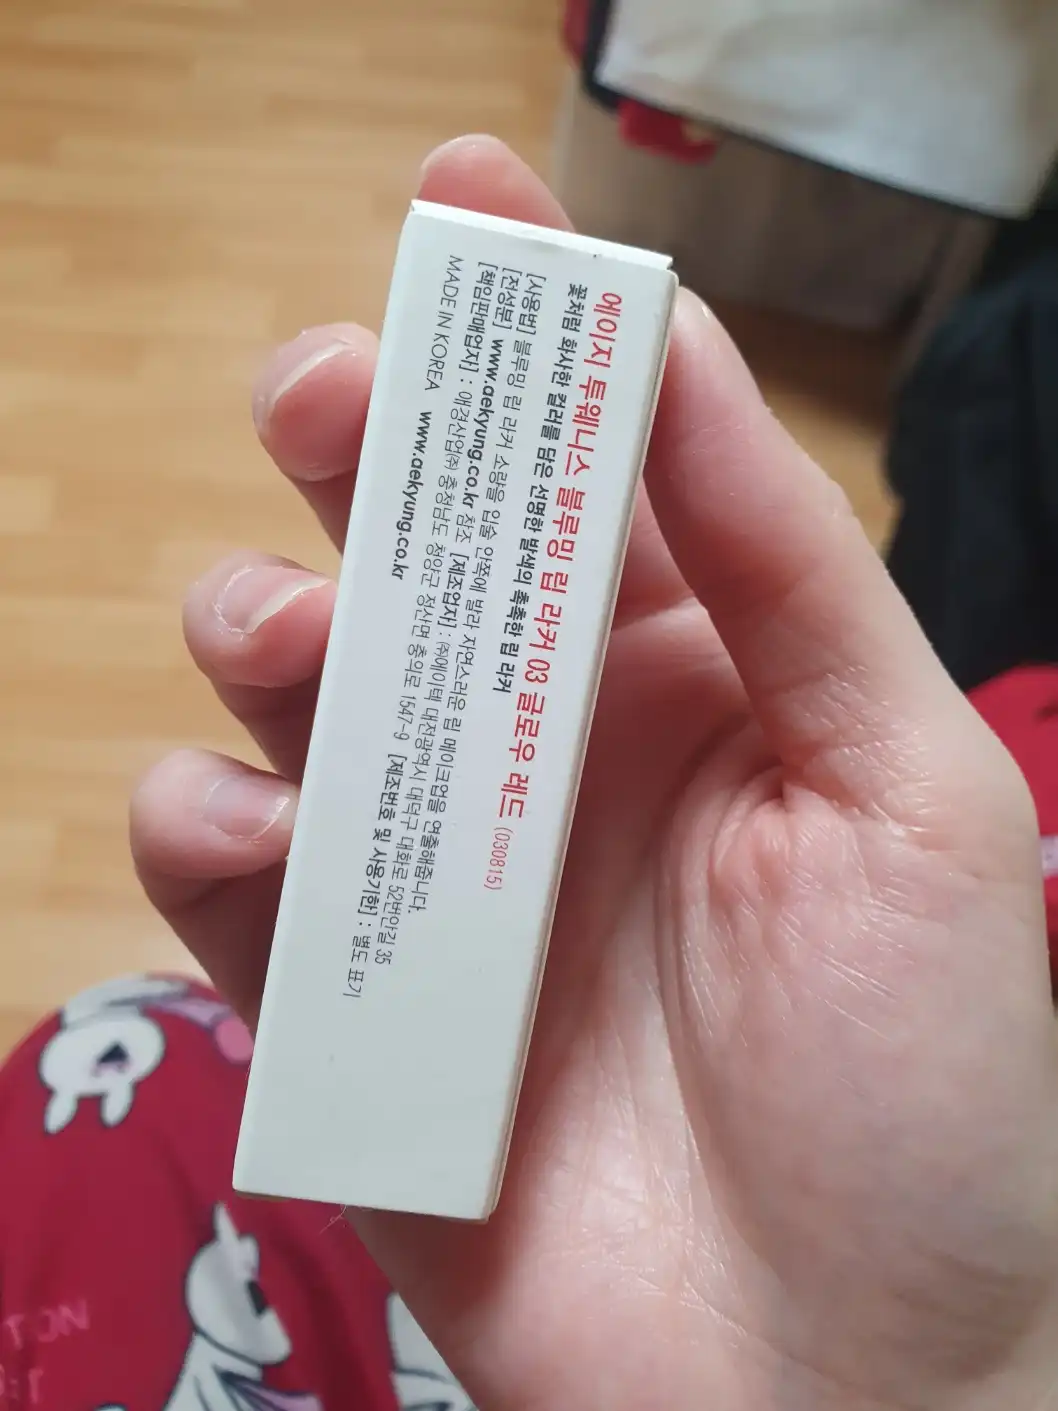 에이지 투웨니스 블루밍 립 라커 03 글로우 레드 (030815)
꽃처럼 화사한 컬러를 담은 선명한 발색의 촉촉한 립 라커
[사용법] 블루밍 립 라커 소량을 입술 안쪽에 발라 자연스러운 립 메이크업을 연출해줍니다.
[전성분] www.aekyung.co.kr 참조 [제조업자] : ㈜에이텍 대전광역시 대덕구 대화로 52번안길 35
[책임판매업자] : 애경산업㈜ 충청남도 청양군 정산면 충의로 1547-9 [제조번호 및 사용기한] : 별도 표기
MADE IN KOREA www.aekyung.co.kr